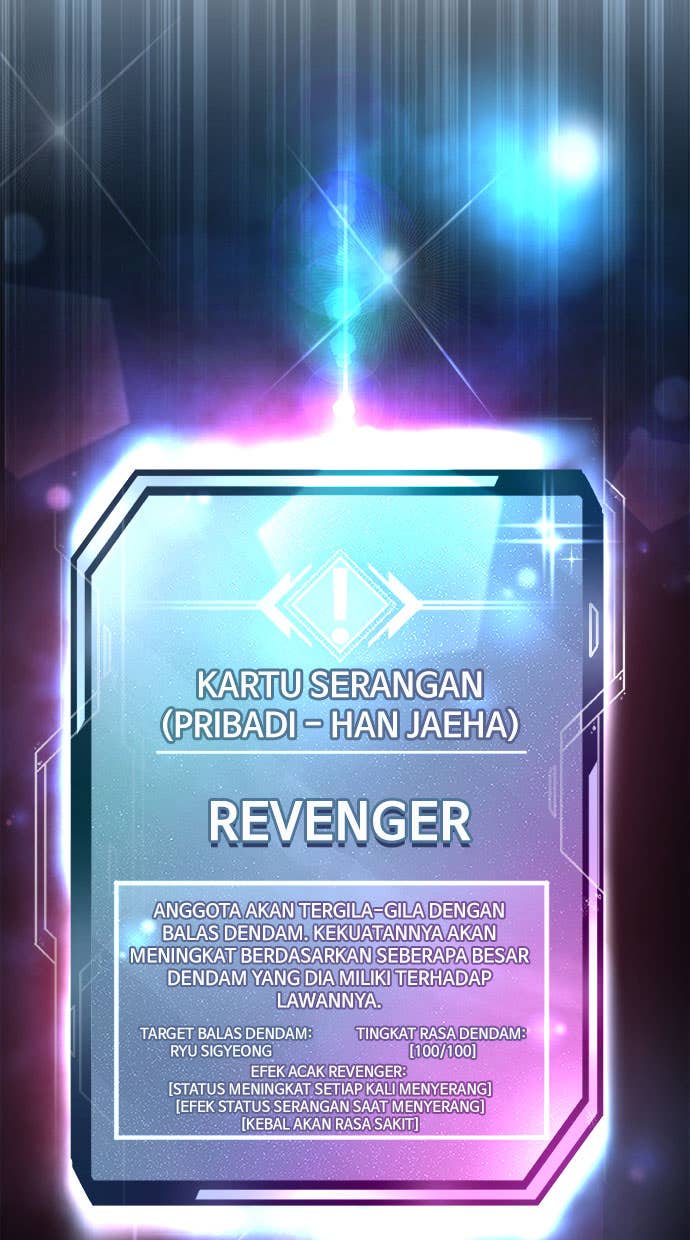 !
KARTU SERANGAN
(PRIBADI - HAN JAEHA)
REVENGER
ANGGOTA AKAN TERGILA-GILA DENGAN
BALAS DENDAM. KEKUATANNYA AKAN
MENINGKAT BERDASARKAN SEBERAPA BESAR
DENDAM YANG DIA MILIKI TERHADAP
LAWANNYA.
TARGET BALAS DENDAM:
RYU SIGYEONG
TINGKAT RASA DENDAM:
[100/100]
EFEK ACAK REVENGER:
[STATUS MENINGKAT SETIAP KALI MENYERANG]
[EFEK STATUS SERANGAN SAAT MENYERANG]
[KEBAL AKAN RASA SAKIT]